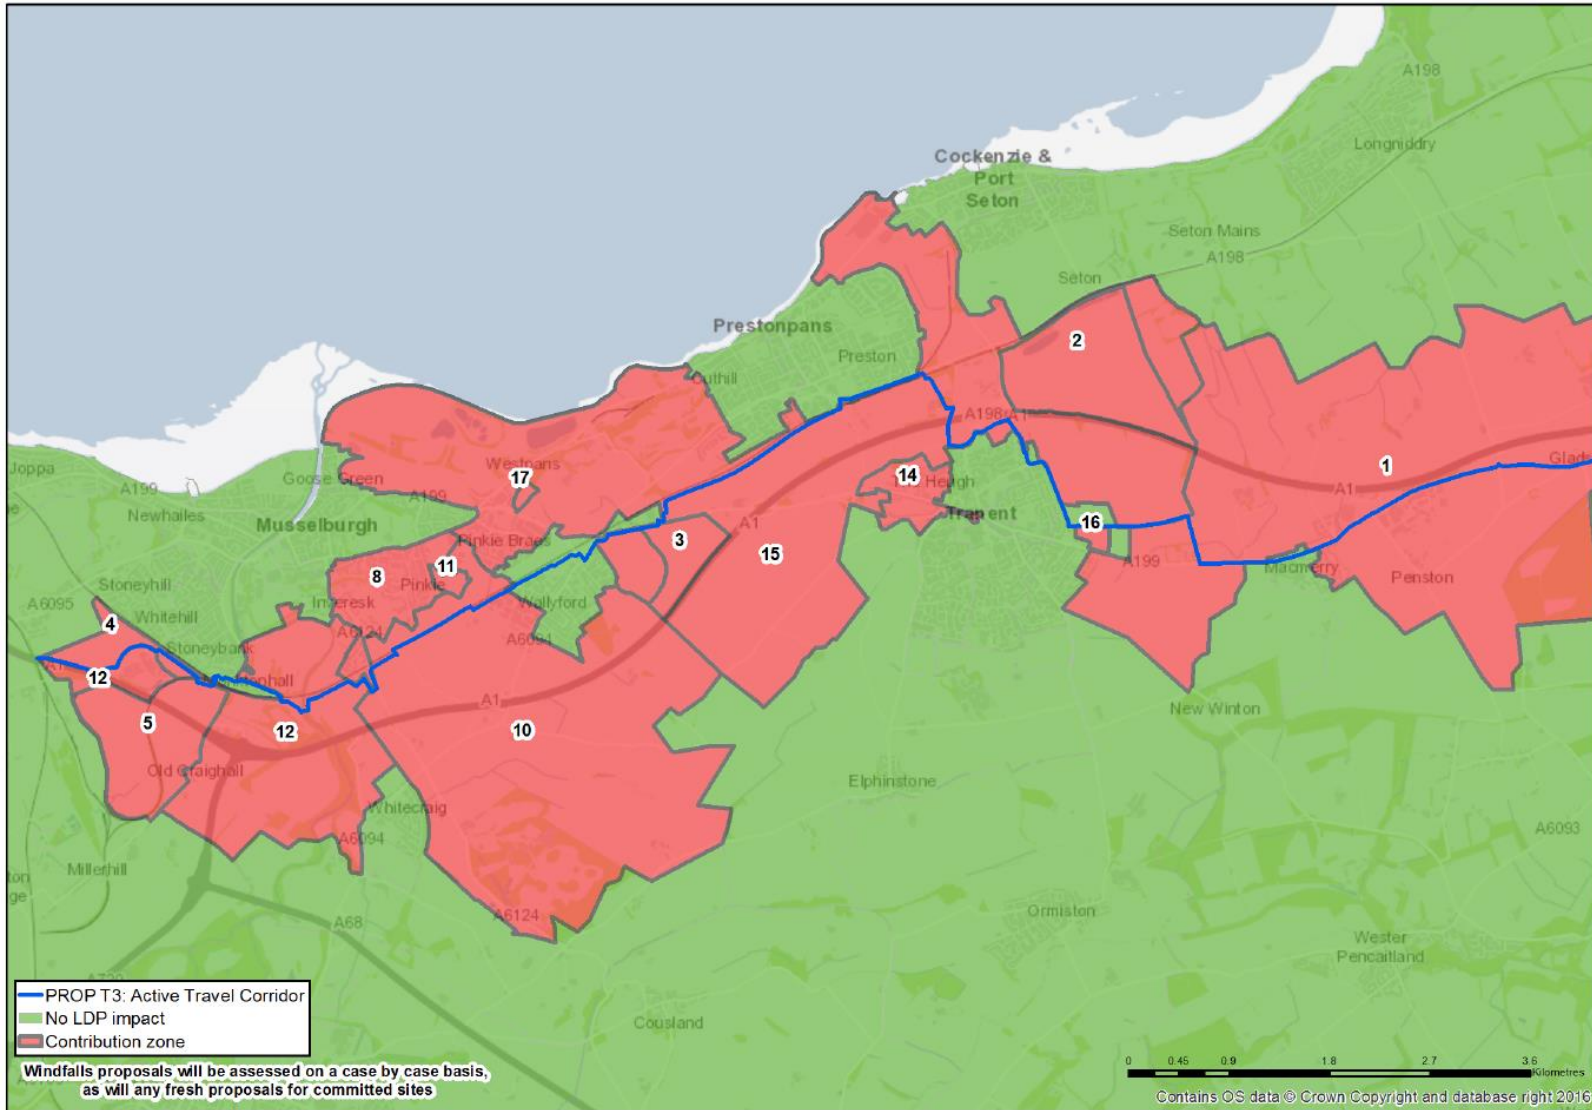 A198
Longniddry
Cockenzie &
Port
Seton
Seton Mains
A198
Seton
Prestonpans
2
Preston
Cuthill
A198
1
Joppa
Westpans
17
14
Goose Green
A199
A199
A1
Newhailles
Musselburgh
Tranent
Pinkie Braes
3
15
16
11
8
Pinkie
A199
Macmerry
Penston
Stoneyhill
Inveresk
Wallyford
A6095
Whitehill
4
A6124
A6094
Stoneybank
12
Monktonhall
A1
5
12
10
New Winton
Old Craighall
Elphinstone
Whitecraig
A6094
A6093
Millerhill
A6124
A68
Ormiston
Wester
Pencaitland
Cousland
PROP T3: Active Travel Corridor
No LDP impact
Contribution zone
Windfalls proposals will be assessed on a case by case basis,
as will any fresh proposals for committed sites
0 0.45 0.9 1.8 2.7 3.6
Kilometres
Contains OS data © Crown Copyright and database right 2016